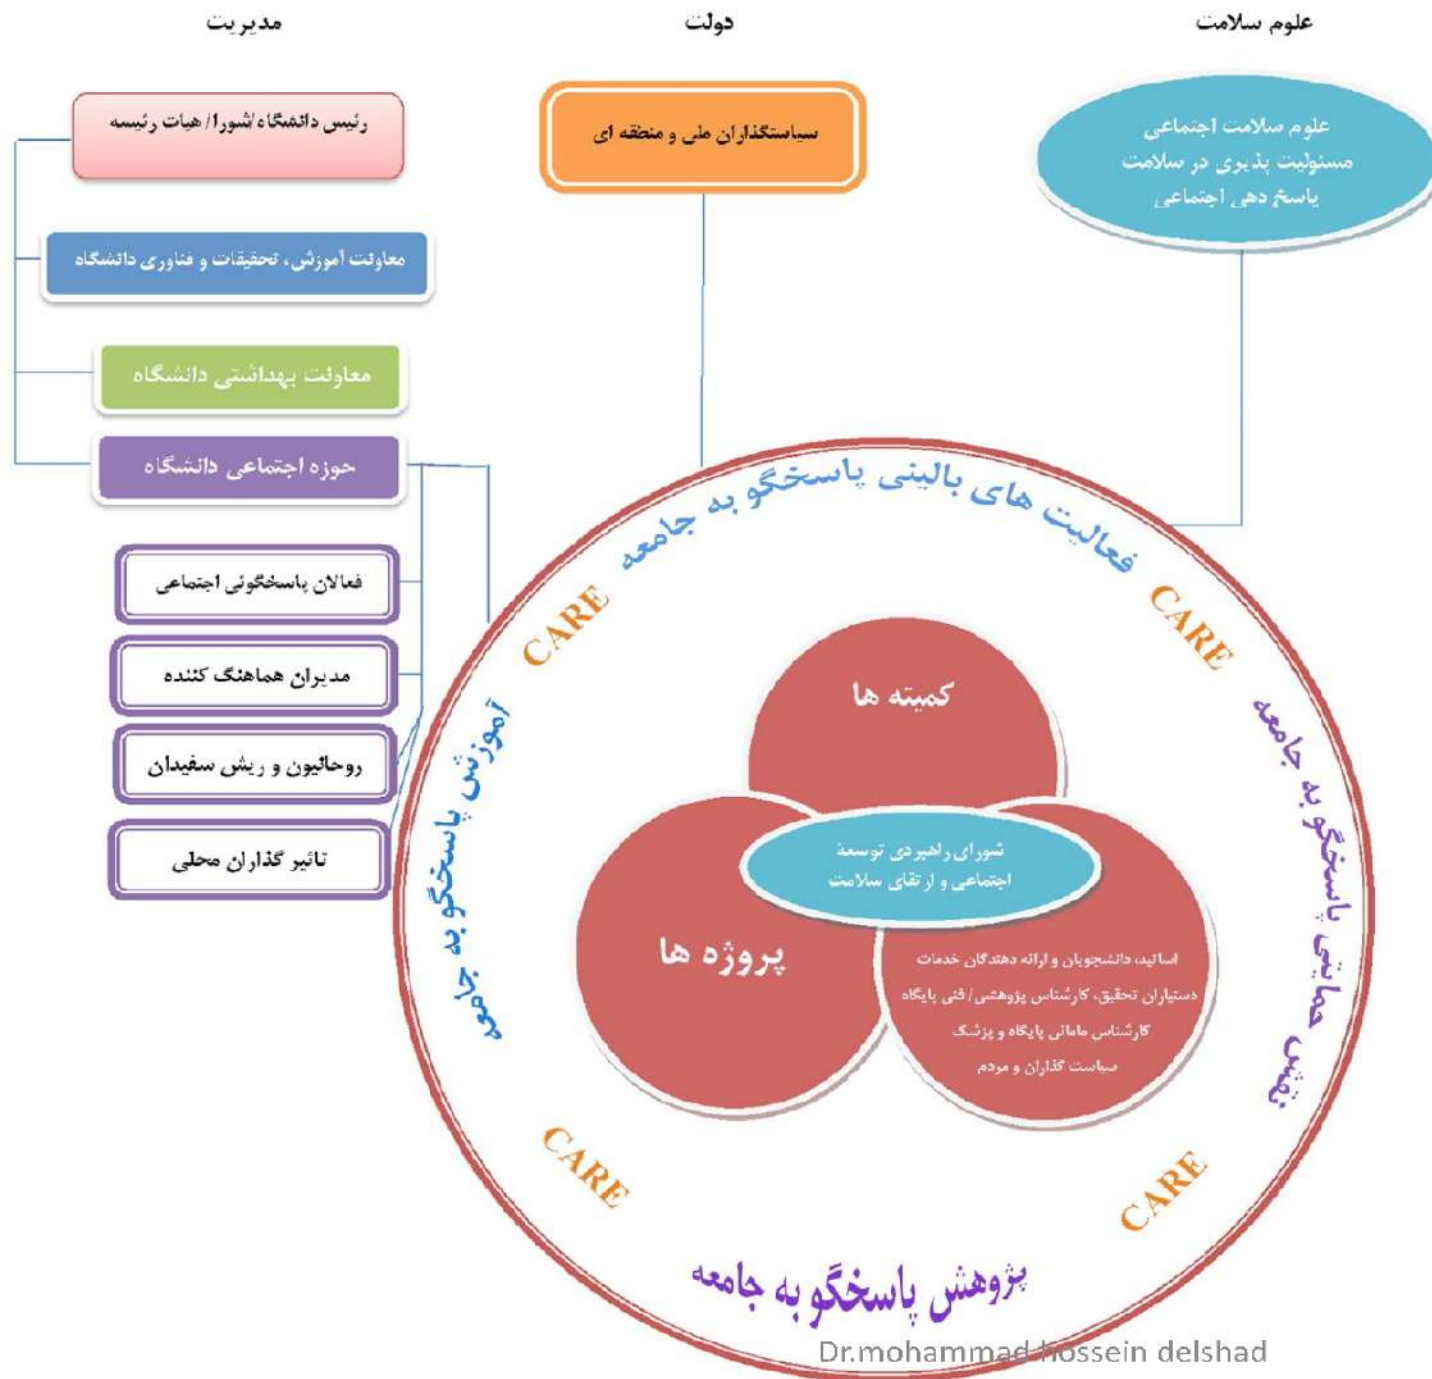 علوم سلامت
دولت
مدیریت
علوم سلامت اجتماعی
مسئولیت پذیری در سلامت
پاسخ دهی اجتماعی
سیاستگذاران ملی و منطقه ای
رئیس دانشگاه/شورا/ هیات رئیسه
معاونت آموزش، تحقیقات و فناوری دانشگاه
معاونت بهداشتی دانشگاه
حوزه اجتماعی دانشگاه
فعالان پاسخگوئی اجتماعی
مدیران هماهنگ کننده
روحانیون و ریش سفیدان
تاثیر گذاران محلی
فعالیت های بالینی پاسخگو به جامعه
CARE
CARE
نقش حمایتی پاسخگو به جامعه
آموزش پاسخگو به جامعه
کمیته ها
شورای راهبردی توسعه
اجتماعی و ارتقای سلامت
پروژه ها
اساتید، دانشجویان و ارائه دهندگان خدمات
دستیاران تحقیق، کارشناس پژوهشی/ فنی پایگاه
کارشناس مامائی پایگاه و پزشک
سیاست گذاران و مردم
CARE
CARE
پژوهش پاسخگو به جامعه
Dr.mohammad hossein delshad